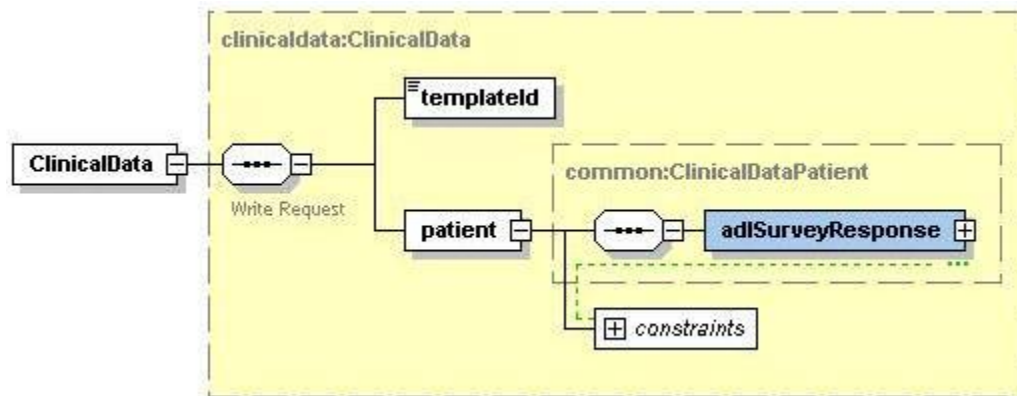 clinicaldata:ClinicalData
templateId
ClinicalData
Write Request
common:ClinicalDataPatient
patient
adlSurveyResponse
constraints